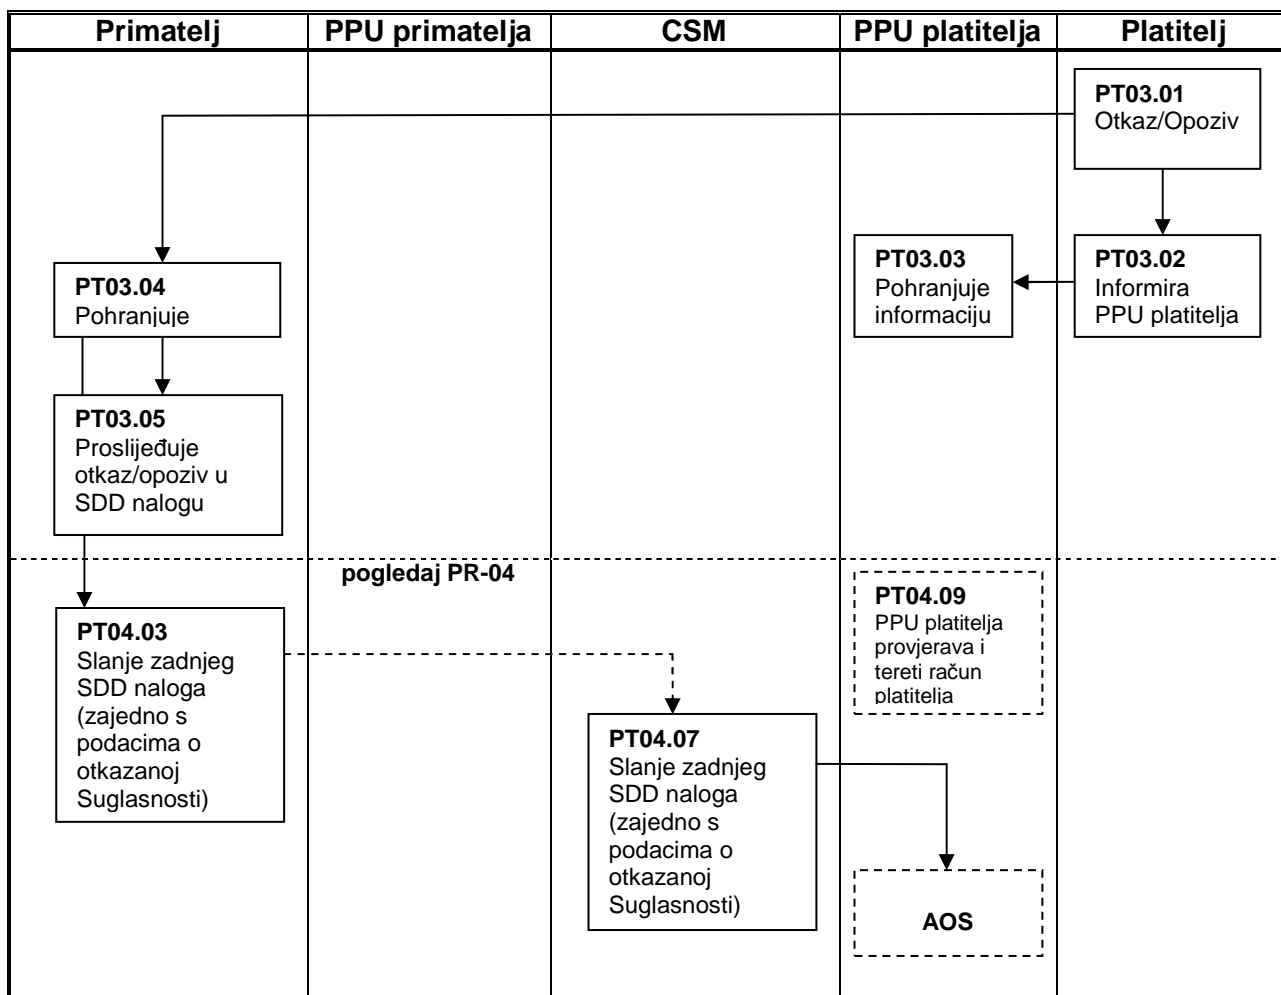 Primatelj
PPU primatelja
CSM
PPU platitelja
Platitelj
PT03.01
Otkaz/Opoziv
PT03.04
Pohranjuje
PT03.03
Pohranjuje
informaciju
PT03.02
Informira
PPU platitelja
PT03.05
Proslijeđuje
otkaz/opoziv u
SDD nalogu
pogledaj PR-04
PT04.03
Slanje zadnjeg
SDD naloga
(zajedno s
podacima o
otkazanoj
Suglasnosti)
PT04.09
PPU platitelja
provjerava i
tereti račun
platitelja
PT04.07
Slanje zadnjeg
SDD naloga
(zajedno s
podacima o
otkazanoj
Suglasnosti)
AOS